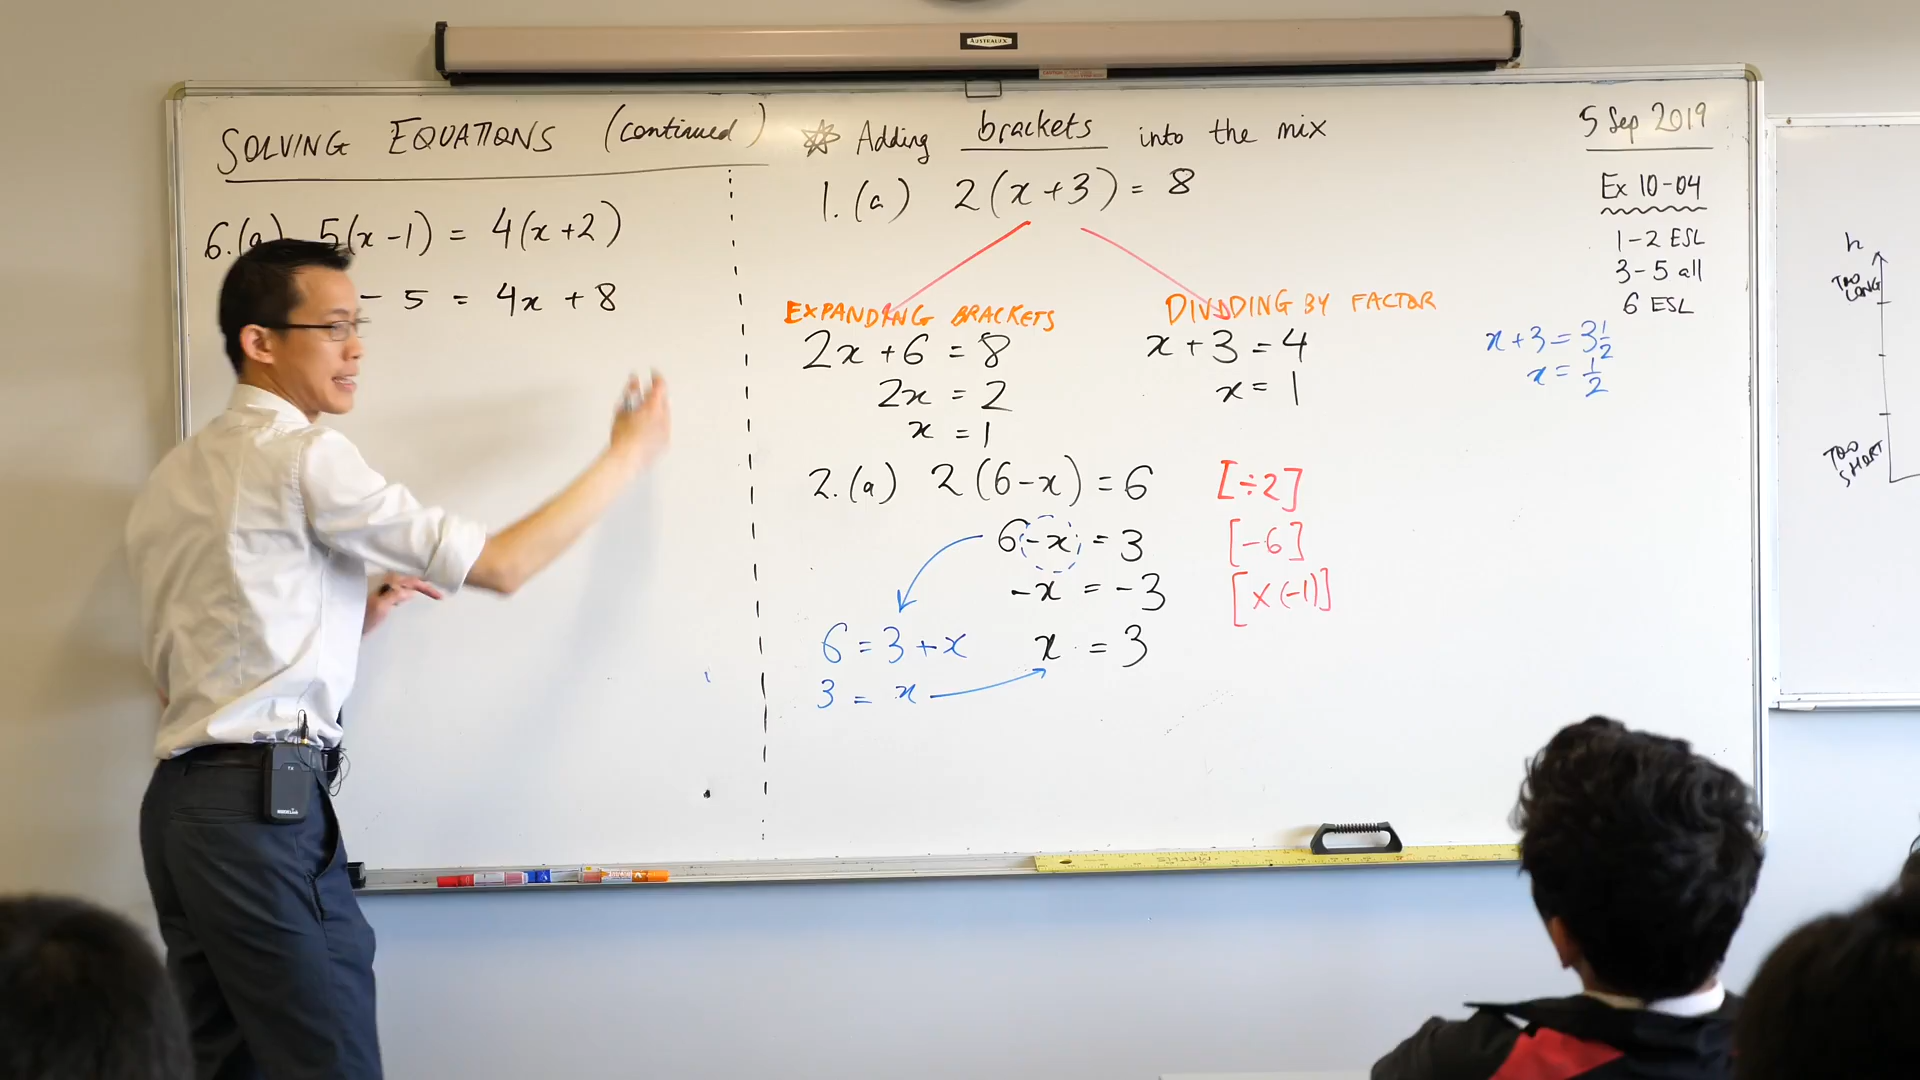 AUSTRALUX
SOLVING EQUATIONS (continued)
6.(a) 5(x-1) = 4(x+2)
- 5 = 4x + 8
☆ Adding brackets into the mix
1.(a) 2(x+3) = 8
EXPANDING BRACKETS
2x+6 = 8
2x = 2
x = 1
DIVIDING BY FACTOR
x+3 = 4
x = 1
2.(a) 2(6-x) = 6 [÷2]
6-x = 3 [-6]
-x = -3 [×(-1)]
x = 3
6 = 3+x
3 = x
5 Sep 2019
Ex 10-04
1-2 ESL
3-5 all
6 ESL
x+3 = 3½
x = ½
h
TOO LONG
TOO SHORT